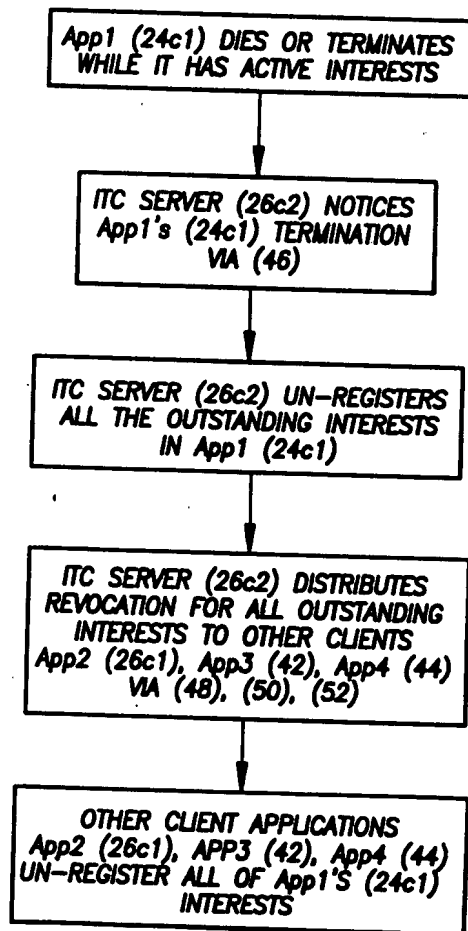 App1 (24c1) DIES OR TERMINATES
WHILE IT HAS ACTIVE INTERESTS
ITC SERVER (26c2) NOTICES
App1's (24c1) TERMINATION
VIA (46)
ITC SERVER (26c2) UN-REGISTERS
ALL THE OUTSTANDING INTERESTS
IN App1 (24c1)
ITC SERVER (26c2) DISTRIBUTES
REVOCATION FOR ALL OUTSTANDING
INTERESTS TO OTHER CLIENTS
App2 (26c1), App3 (42), App4 (44)
VIA (48), (50), (52)
OTHER CLIENT APPLICATIONS
App2 (26c1), APP3 (42), App4 (44)
UN-REGISTER ALL OF App1'S (24c1)
INTERESTS